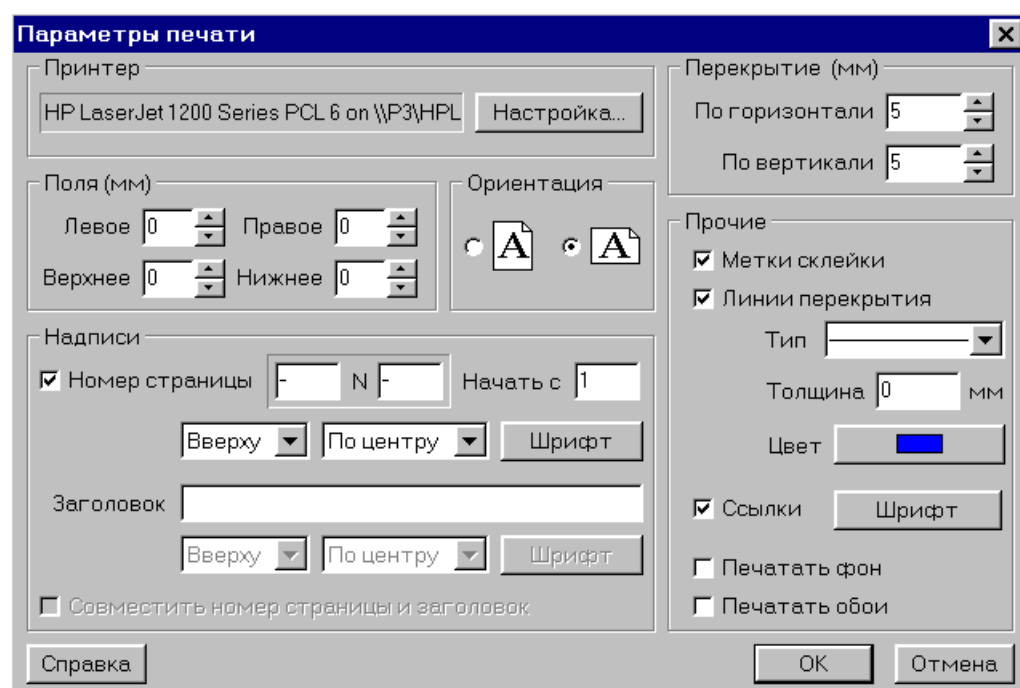 Параметры печати
Принтер
HP LaserJet 1200 Series PCL 6 on \\P3\HPL
Настройка...
Перекрытие (мм)
По горизонтали 5
По вертикали 5
Поля (мм)
Левое 0 Правое 0
Верхнее 0 Нижнее 0
Ориентация
A A
Прочие
Метки склейки
Линии перекрытия
Тип
Толщина 0 мм
Цвет
Ссылки Шрифт
Печатать фон
Печатать обои
Надписи
Номер страницы - N - Начать с 1
Вверху По центру Шрифт
Заголовок
Вверху По центру Шрифт
Совместить номер страницы и заголовок
Справка OK Отмена